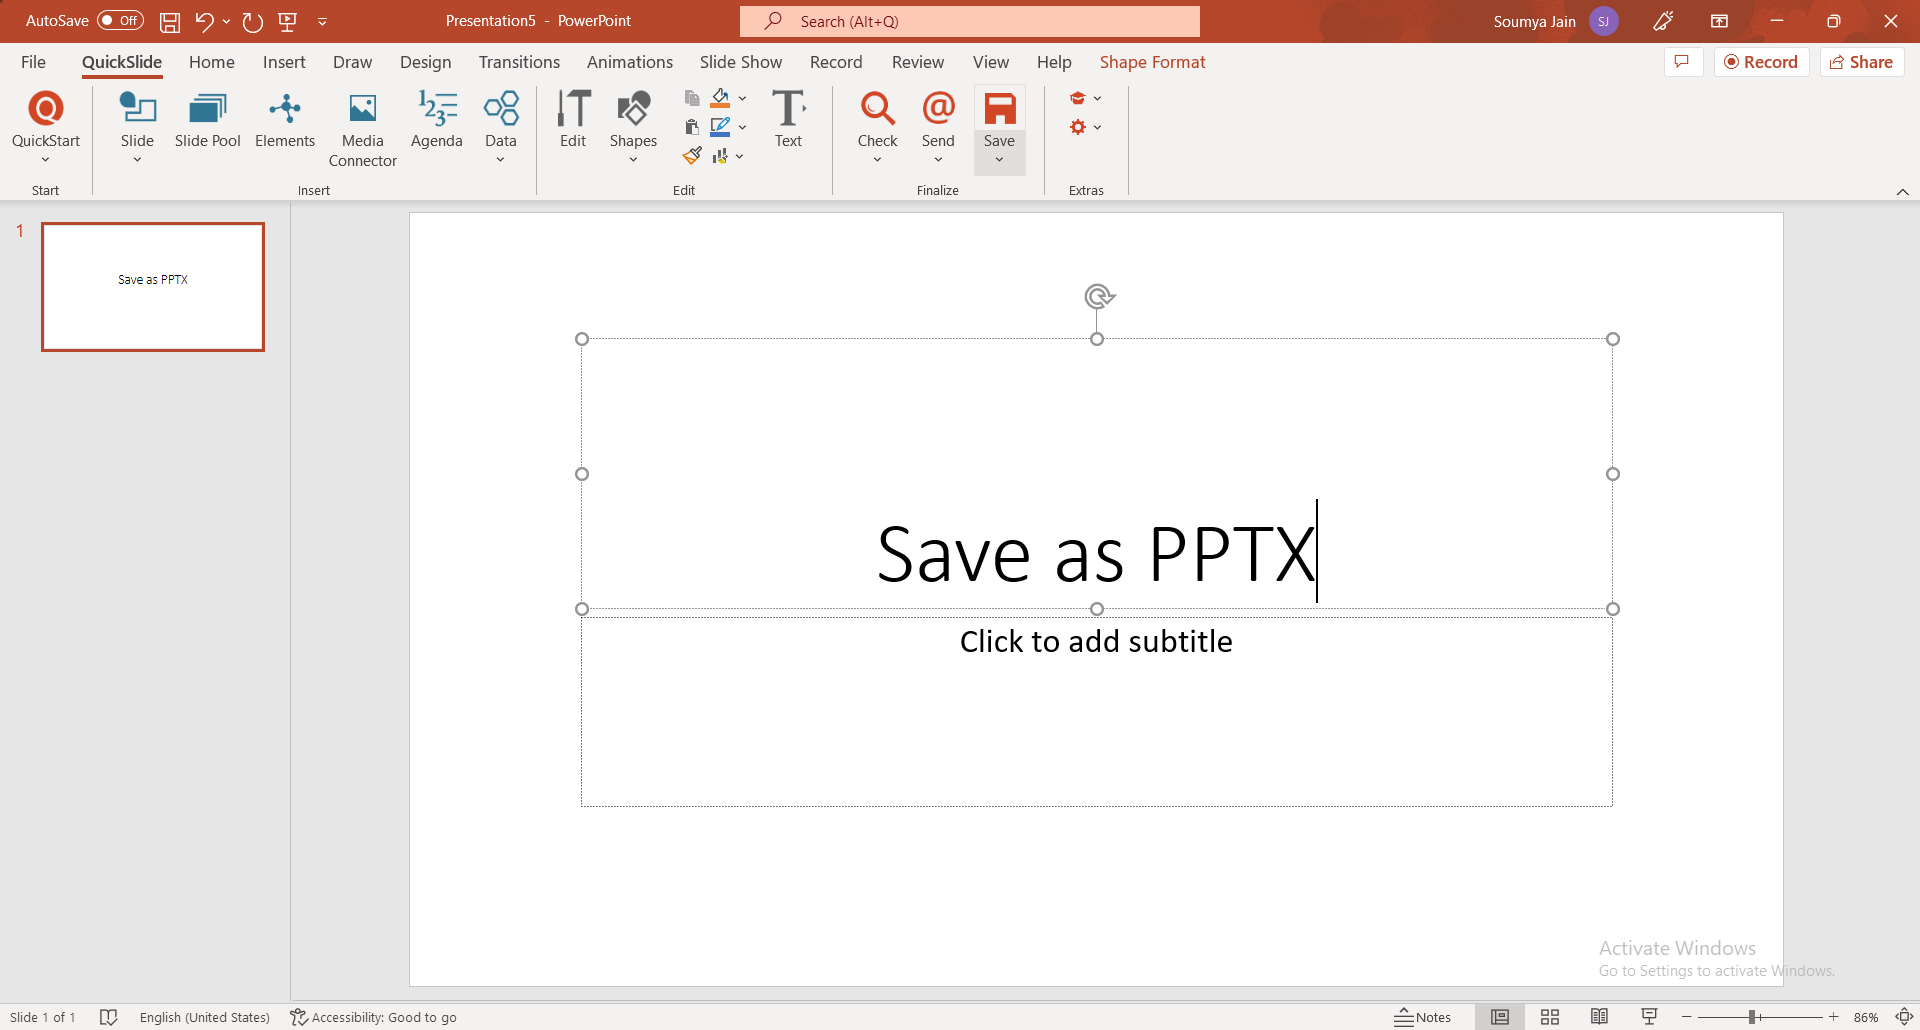 AutoSave Off Presentation5 - PowerPoint Search (Alt+Q) Soumya Jain SJ
File QuickSlide Home Insert Draw Design Transitions Animations Slide Show Record Review View Help Shape Format Record Share
QuickStart Slide Slide Pool Elements Media Connector Agenda Data Edit Shapes Text Check Send Save
Start Insert Edit Finalize Extras
1
Save as PPTX
Save as PPTX
Click to add subtitle
Activate Windows
Go to Settings to activate Windows.
Slide 1 of 1 English (United States) Accessibility: Good to go Notes 86%